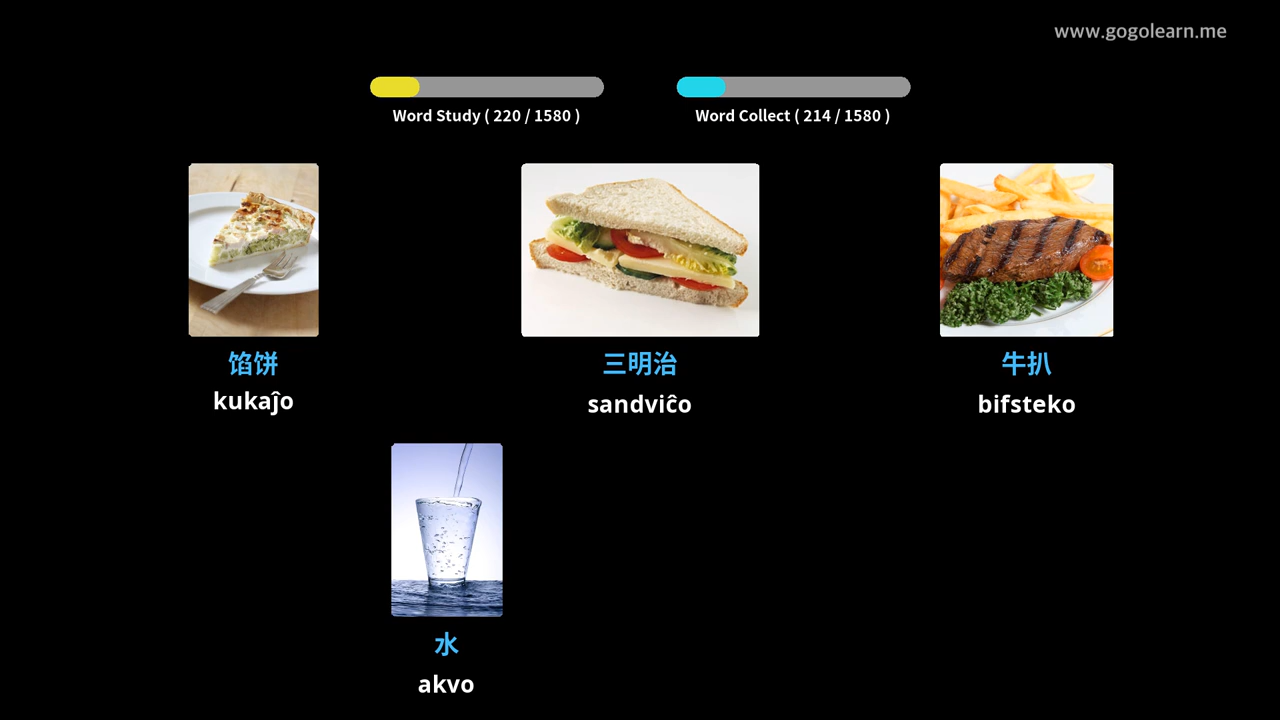 www.gogolearn.me
Word Study ( 220 / 1580 )
Word Collect ( 214 / 1580 )
馅饼
kukaĵo
三明治
sandviĉo
牛扒
bifsteko
水
akvo